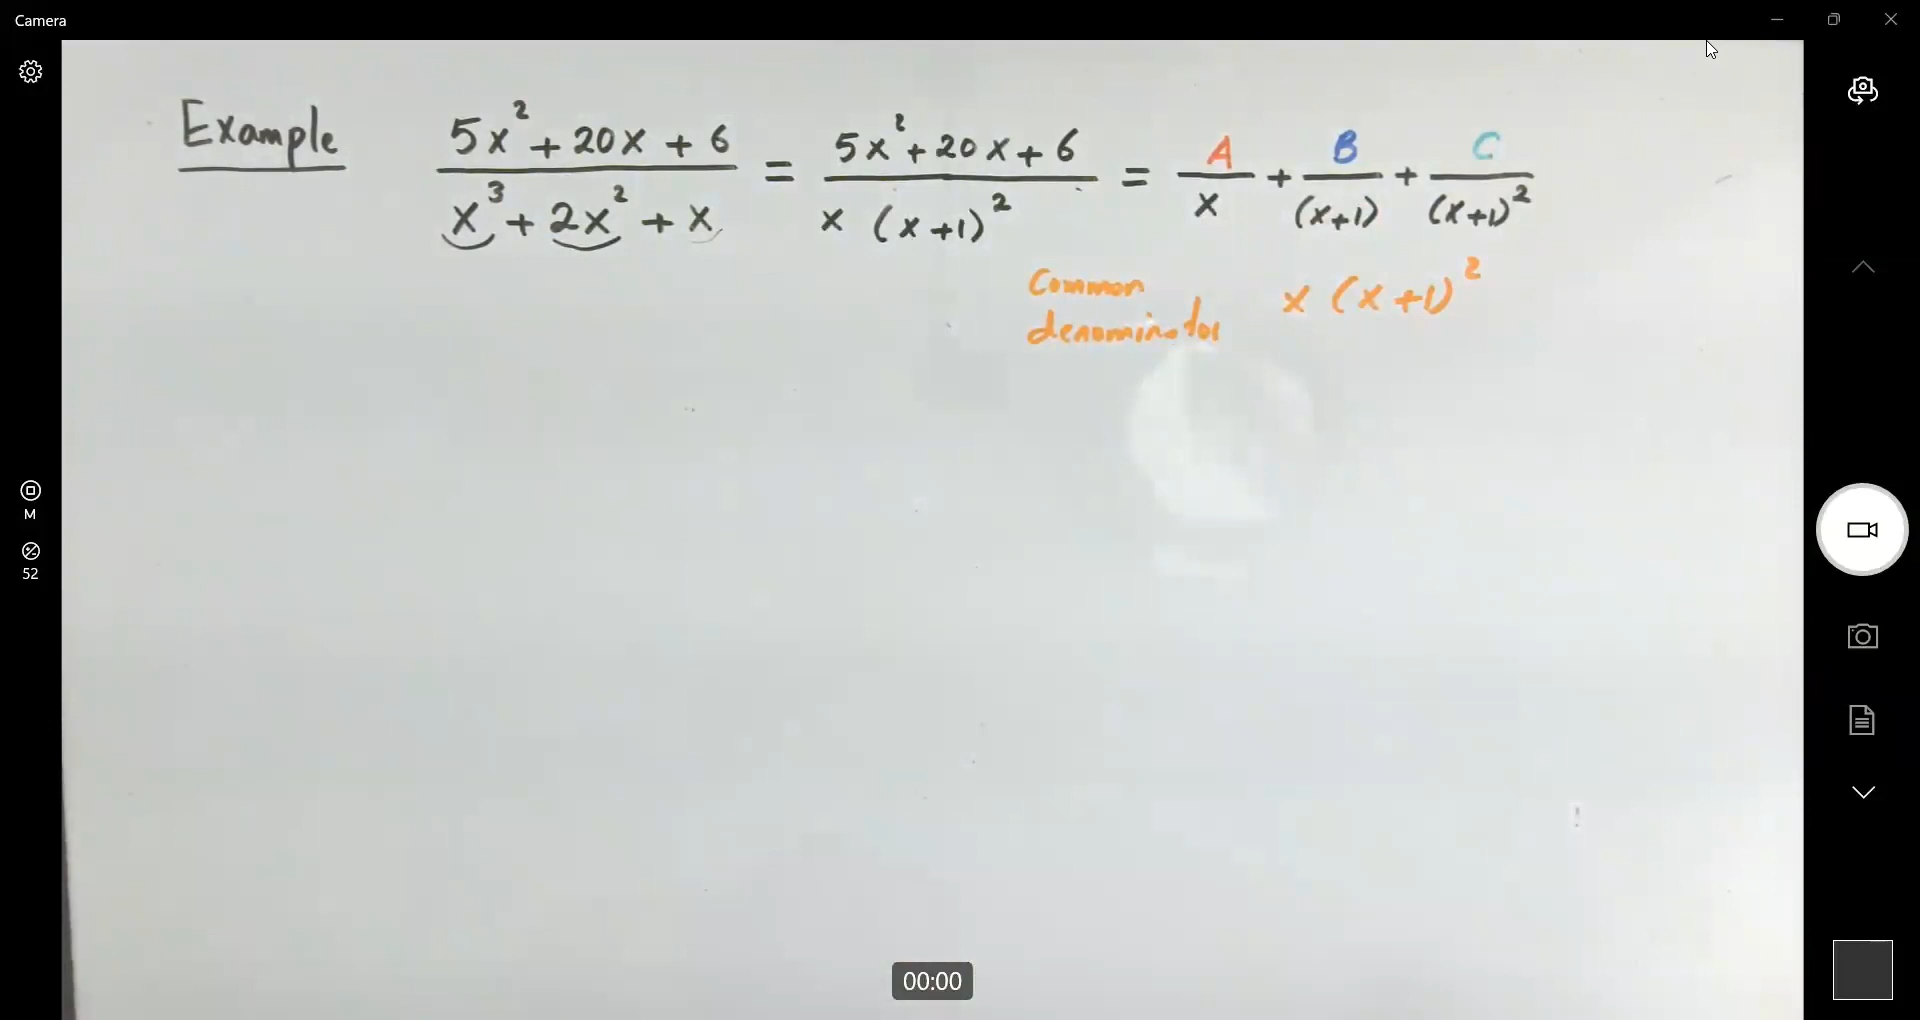 Camera
Example (5x² + 20x + 6)/(x³ + 2x² + x) = (5x² + 20x + 6)/(x (x+1)²) = A/x + B/(x+1) + C/(x+1)²
Common x (x+1)²
denominator
M
52
00:00